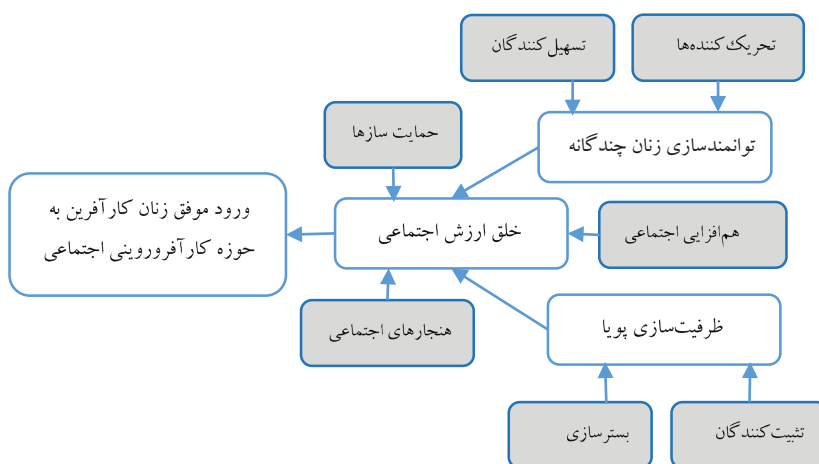 تحریک‌کننده‌ها
تسهیل‌کنندگان
حمایت سازها
توانمندسازی زنان چندگانه
ورود موفق زنان کارآفرین به
حوزه کارآفروروینی اجتماعی
خلق ارزش اجتماعی
هم‌افزایی اجتماعی
هنجارهای اجتماعی
ظرفیت‌سازی پویا
تثبیت‌کنندگان
بسترسازی